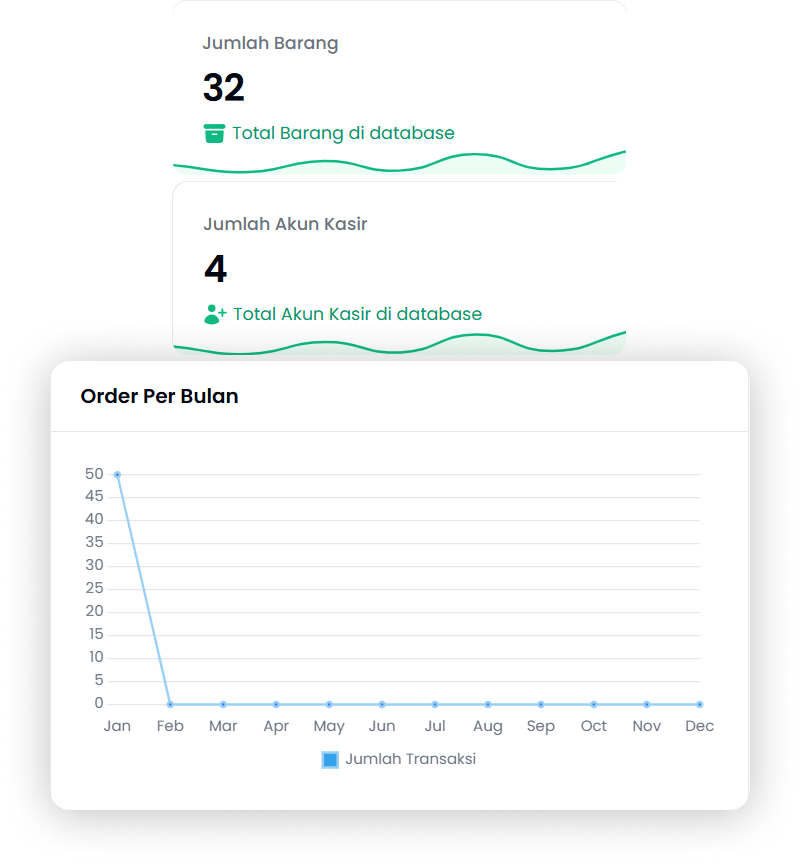 Jumlah Barang
32
Total Barang di database
Jumlah Akun Kasir
4
Total Akun Kasir di database
Order Per Bulan
50
45
40
35
30
25
20
15
10
5
0
Jan Feb Mar Apr May Jun Jul Aug Sep Oct Nov Dec
Jumlah Transaksi